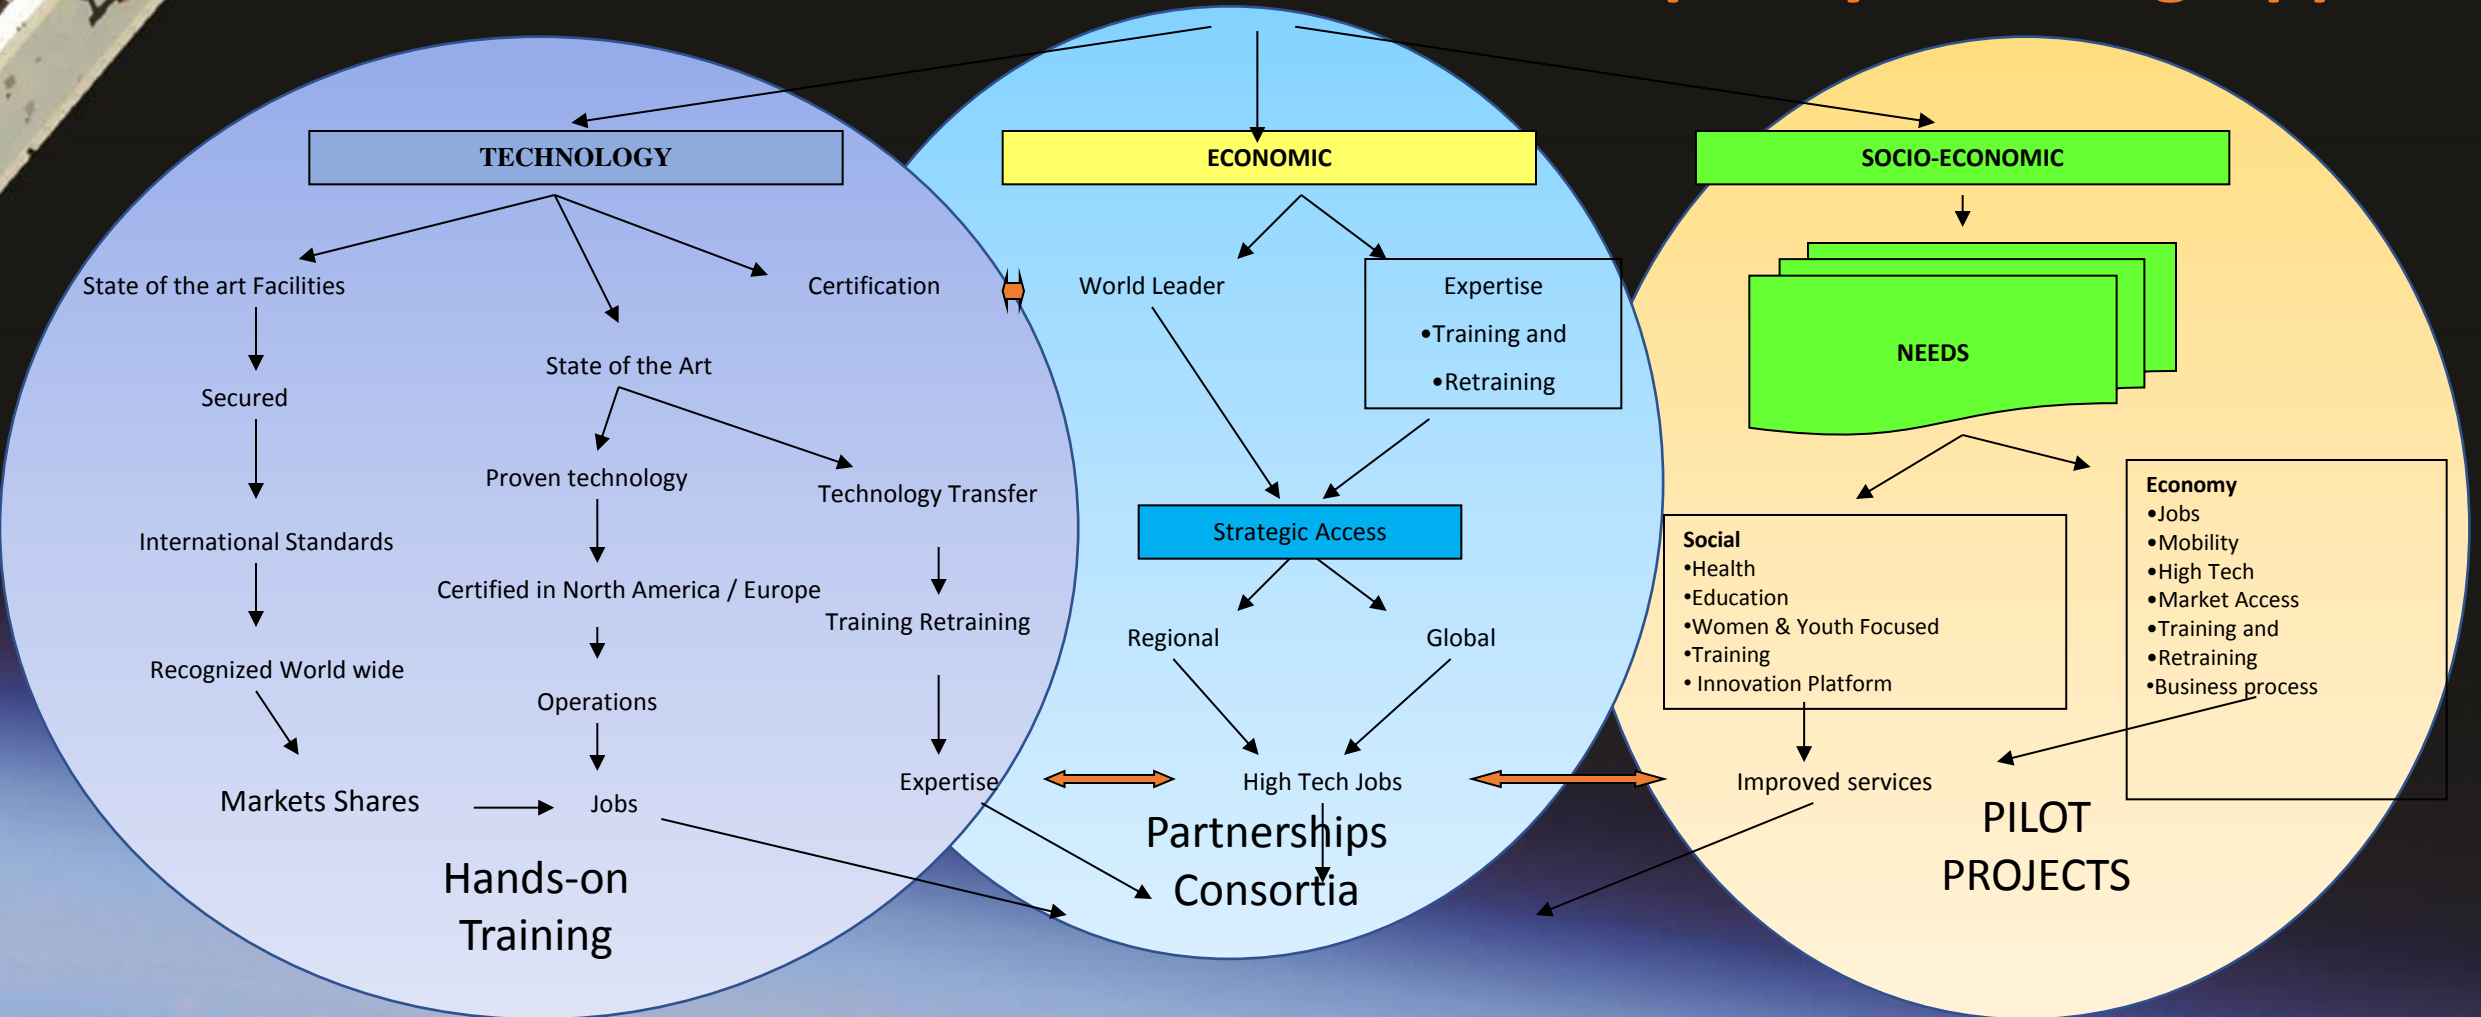 TECHNOLOGY
State of the art Facilities
Secured
International Standards
Recognized World wide
Markets Shares
State of the Art
Proven technology
Certified in North America / Europe
Operations
Jobs
Certification
Technology Transfer
Training Retraining
Expertise
Hands-on
Training
ECONOMIC
World Leader
Expertise
•Training and
•Retraining
Strategic Access
Regional
Global
High Tech Jobs
Partnerships
Consortia
SOCIO-ECONOMIC
NEEDS
Social
•Health
•Education
•Women & Youth Focused
•Training
• Innovation Platform
Economy
•Jobs
•Mobility
•High Tech
•Market Access
•Training and
•Retraining
•Business process
Improved services
PILOT
PROJECTS